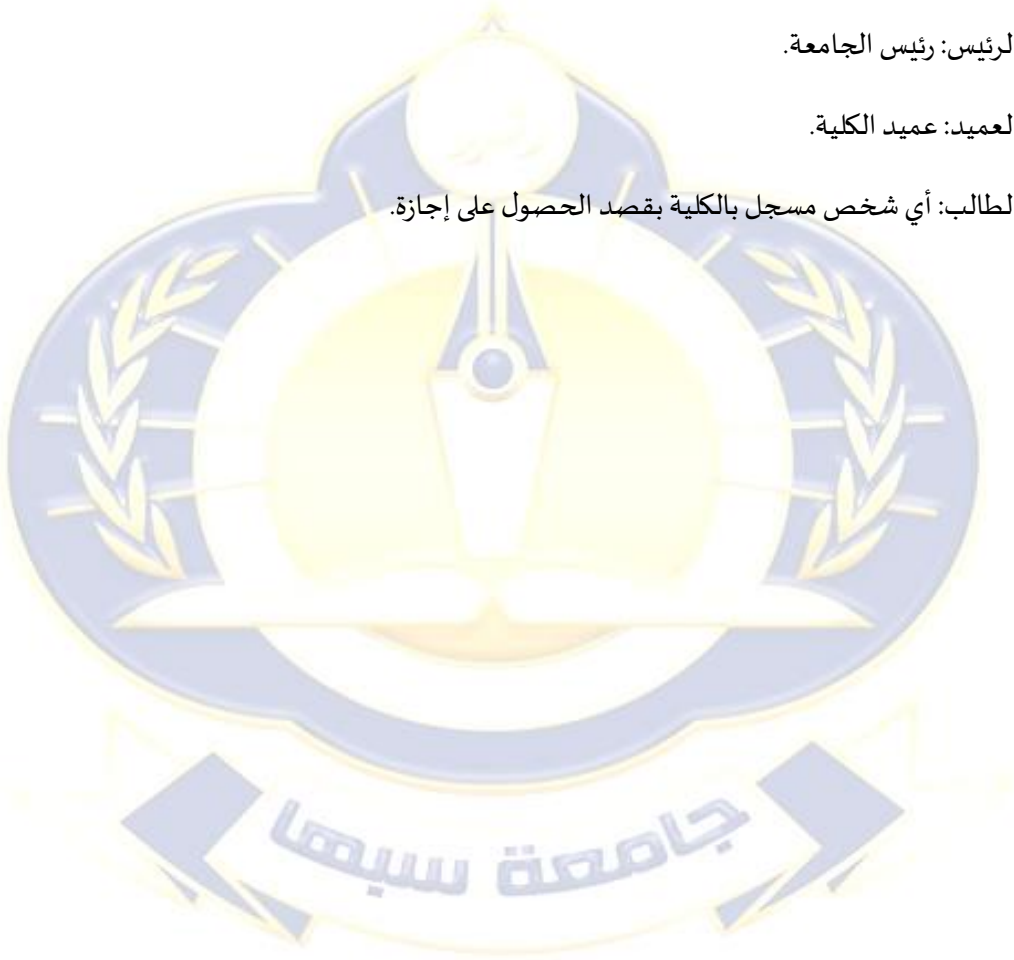 لرئيس: رئيس الجامعة.
لعميد: عميد الكلية.
لطالب: أي شخص مسجل بالكلية بقصد الحصول على إجازة.
جامعة سبها